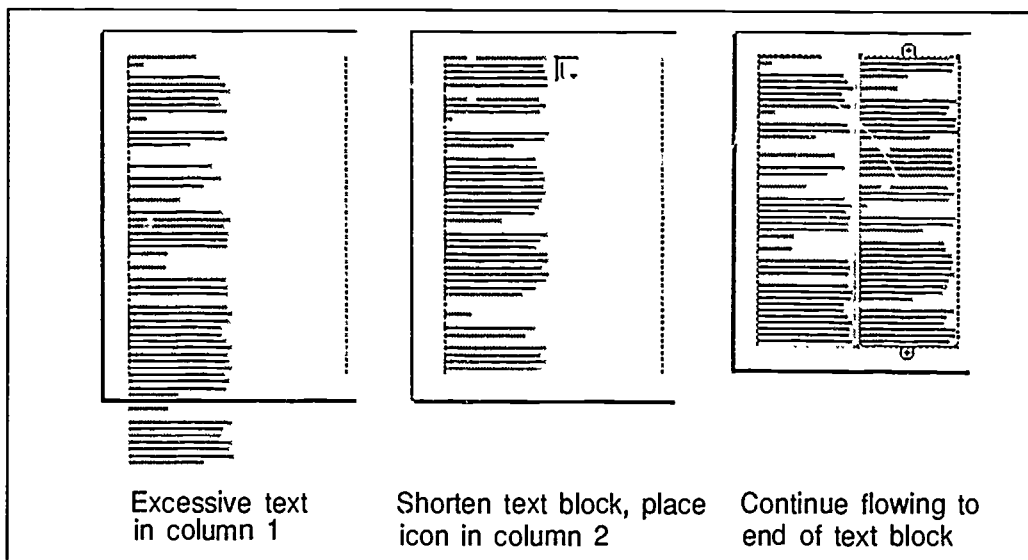 Excessive text
in column 1
Shorten text block, place
icon in column 2
Continue flowing to
end of text block